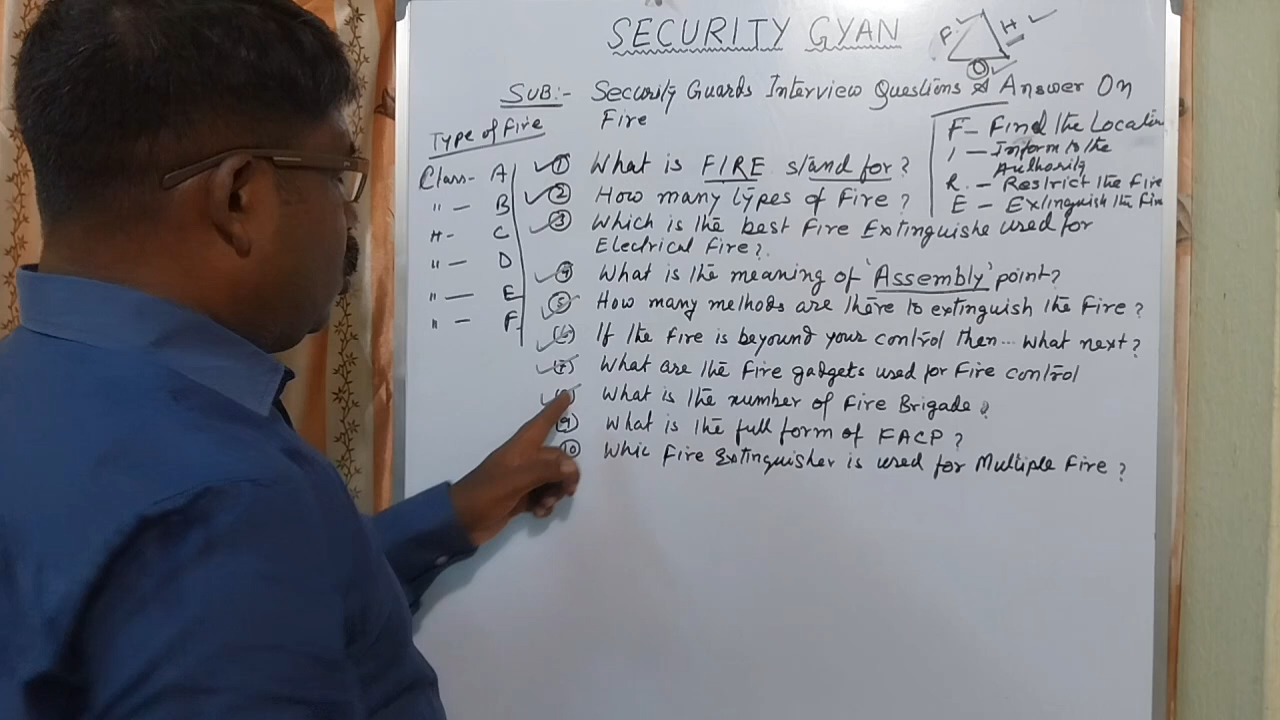 SECURITY GYAN
F H
O
SUB:- Security Guards Interview Questions & Answer On
Fire
Type of Fire
Class- A
" — B
" - C
" — D
" — E
" — F
F — Find the Location
I — Inform to the
Authority
R. — Restrict the Fire
E — Extinguish the Fire
① What is FIRE stand for?
② How many types of Fire?
③ Which is the best Fire Extinguishe used for
Electrical Fire?
④ What is the meaning of 'Assembly' point?
⑤ How many methods are there to extinguish the Fire?
⑥ If the Fire is beyound your control then... What next?
⑦ What are the Fire gadgets used for Fire control
What is the number of Fire Brigade?
⑨ What is the full form of FACP?
⑩ Whic Fire Extinguisher is used for Multiple Fire?